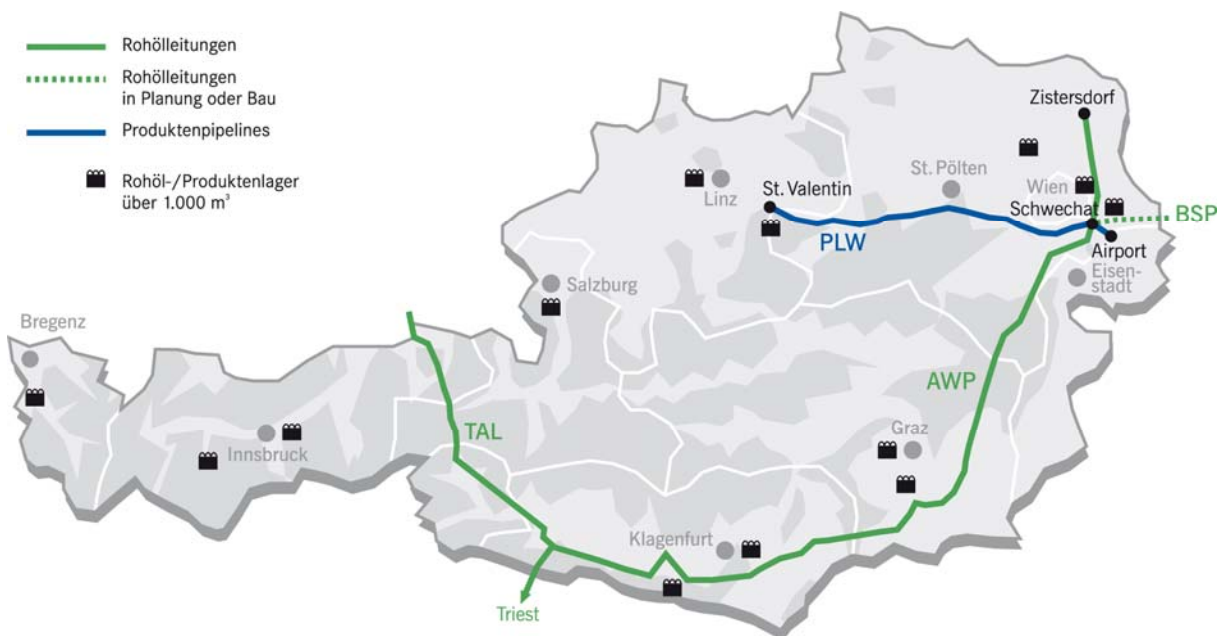 Rohölleitungen
Rohölleitungen
in Planung oder Bau
Produktenpipelines
Rohöl-/Produktenlager
über 1.000 m³
Zistersdorf
St. Pölten
Wien
Linz
St. Valentin
Schwechat
BSP
PLW
Airport
Eisen-
stadt
Salzburg
Bregenz
AWP
TAL
Graz
Innsbruck
Klagenfurt
Triest